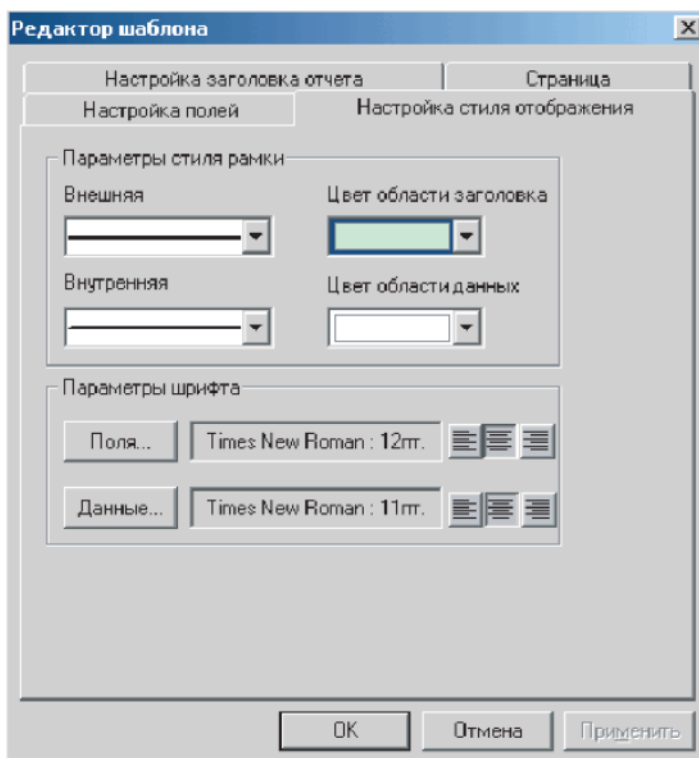 Редактор шаблона
Настройка заголовка отчета
Страница
Настройка полей
Настройка стиля отображения
Параметры стиля рамки
Внешняя
Цвет области заголовка
Внутренняя
Цвет области данных
Параметры шрифта
Поля...
Times New Roman : 12пт.
Данные...
Times New Roman : 11пт.
OK
Отмена
Применить